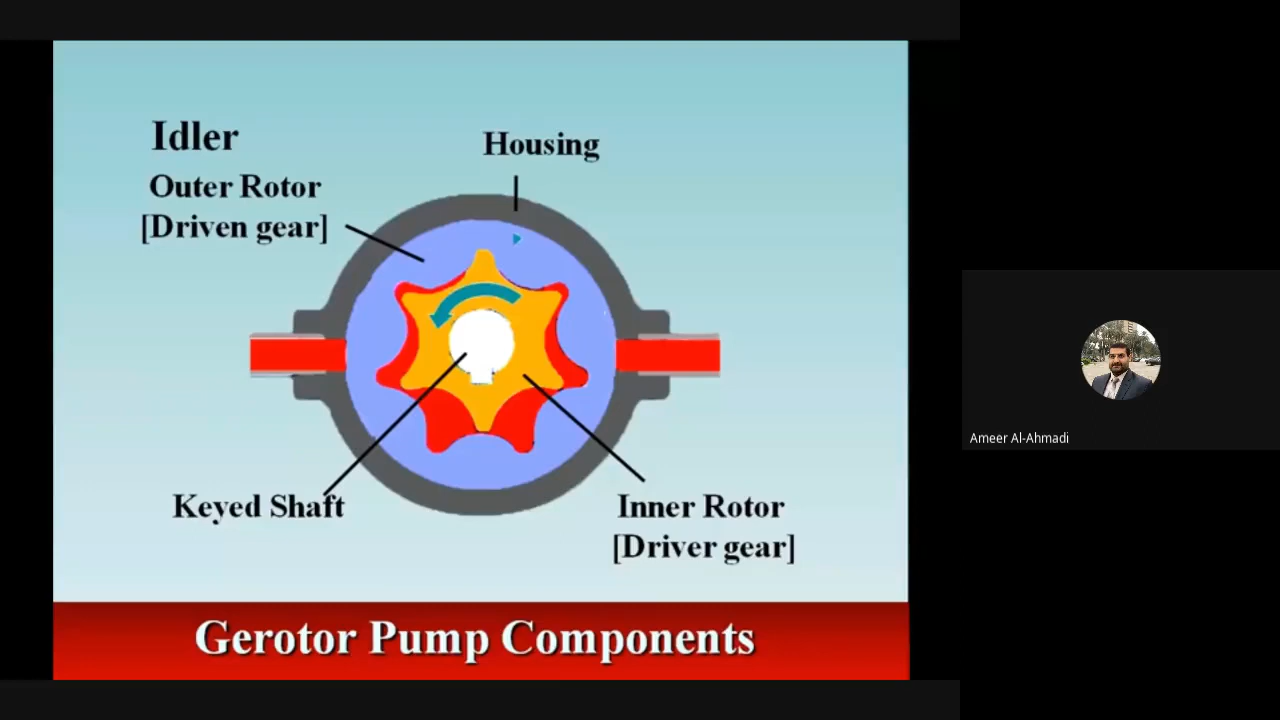 Idler
Outer Rotor
[Driven gear]
Housing
Keyed Shaft
Inner Rotor
[Driver gear]
Gerotor Pump Components
Ameer Al-Ahmadi